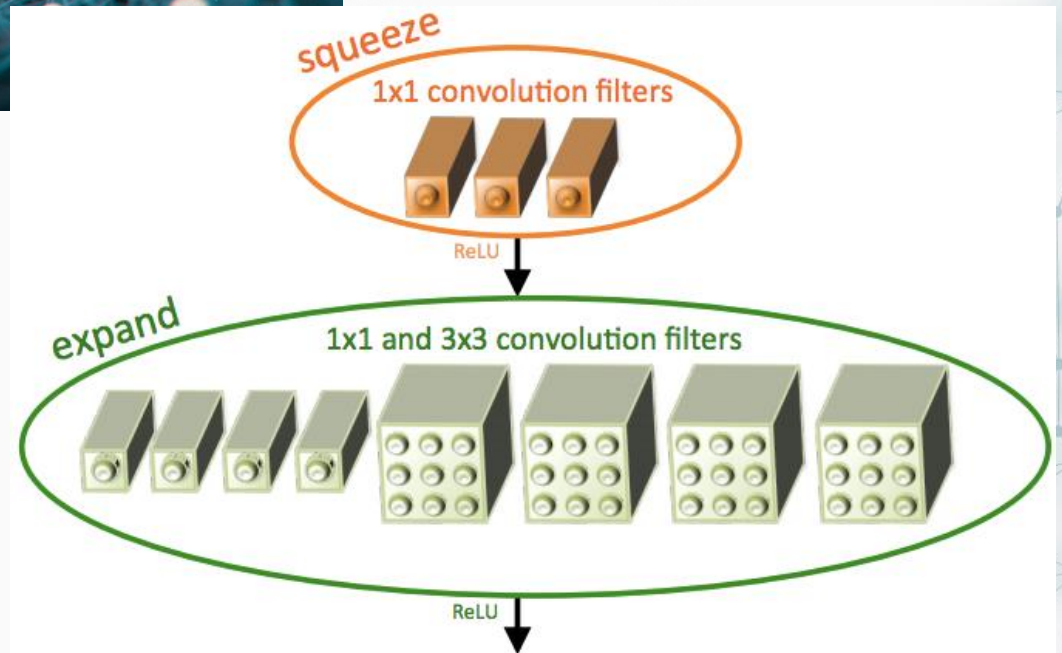 squeeze
1x1 convolution filters
ReLU
expand
1x1 and 3x3 convolution filters
ReLU